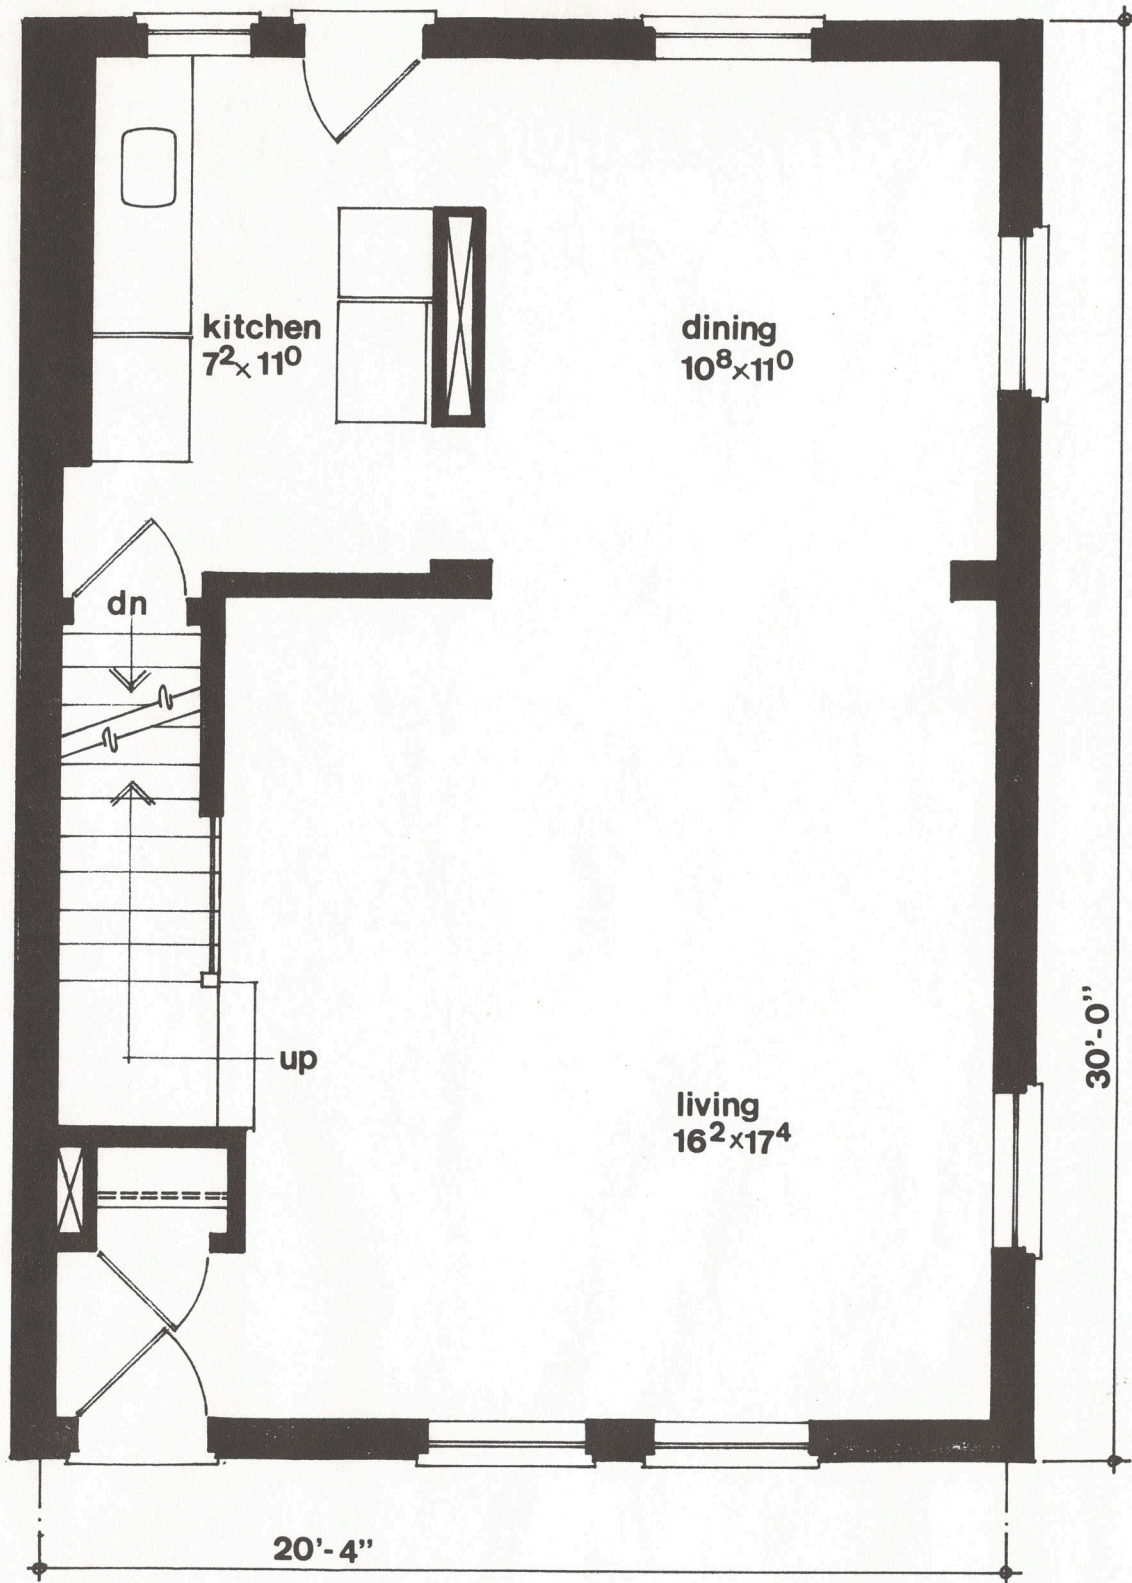 kitchen
7²×11⁰
dining
10⁸×11⁰
dn
up
living
16²×17⁴
30'-0"
20'-4"